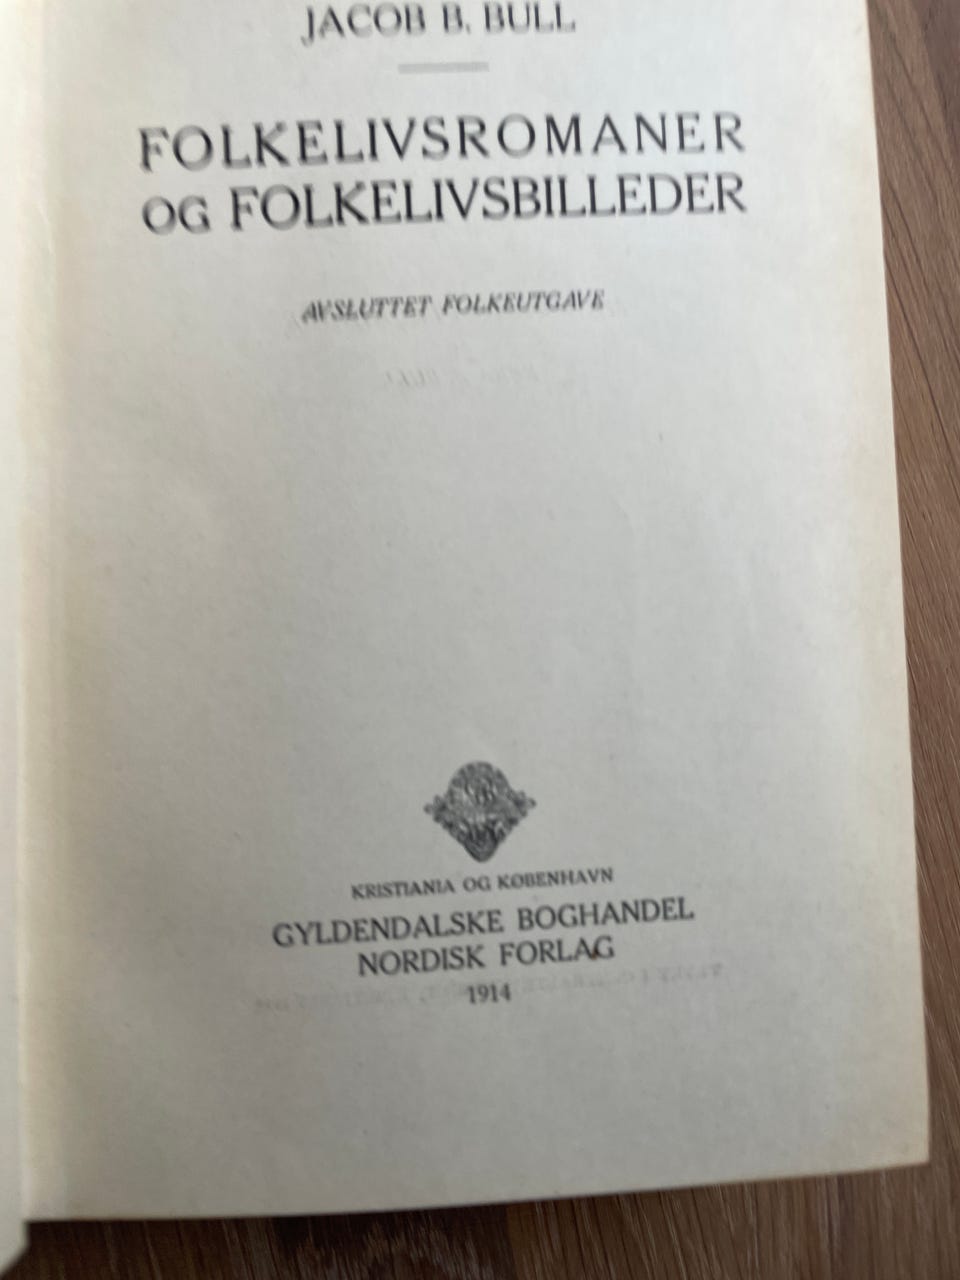 JACOB B. BULL
FOLKELIVSROMANER
OG FOLKELIVSBILLEDER
AVSLUTTET FOLKEUTGAVE
KRISTIANIA OG KØBENHAVN
GYLDENDALSKE BOGHANDEL
NORDISK FORLAG
1914